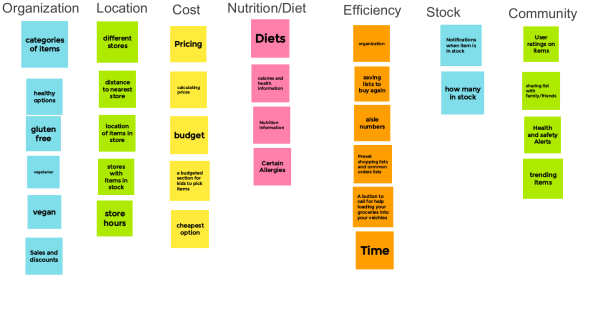 Organization
categories
of items
healthy
options
gluten
free
vegetarian
vegan
Sales and
discounts
Location
different
stores
distance
to nearest
store
location
of items in
store
stores
with
items in
stock
store
hours
Cost
Pricing
calculating
prices
budget
a budgeted
section for
kids to pick
items
cheapest
option
Nutrition/Diet
Diets
calories and
health
information
Nutrition
information
Certain
Allergies
Efficiency
organization
saving
lists to
buy again
aisle
numbers
Preset
shopping lists
and common
orders lists
A button to
call for help
loading your
groceries into
your vehicles
Time
Stock
Notifications
when item is
in stock
how many
in stock
Community
User
ratings on
items
sharing list
with
family/friends
Health
and safety
Alerts
trending
items